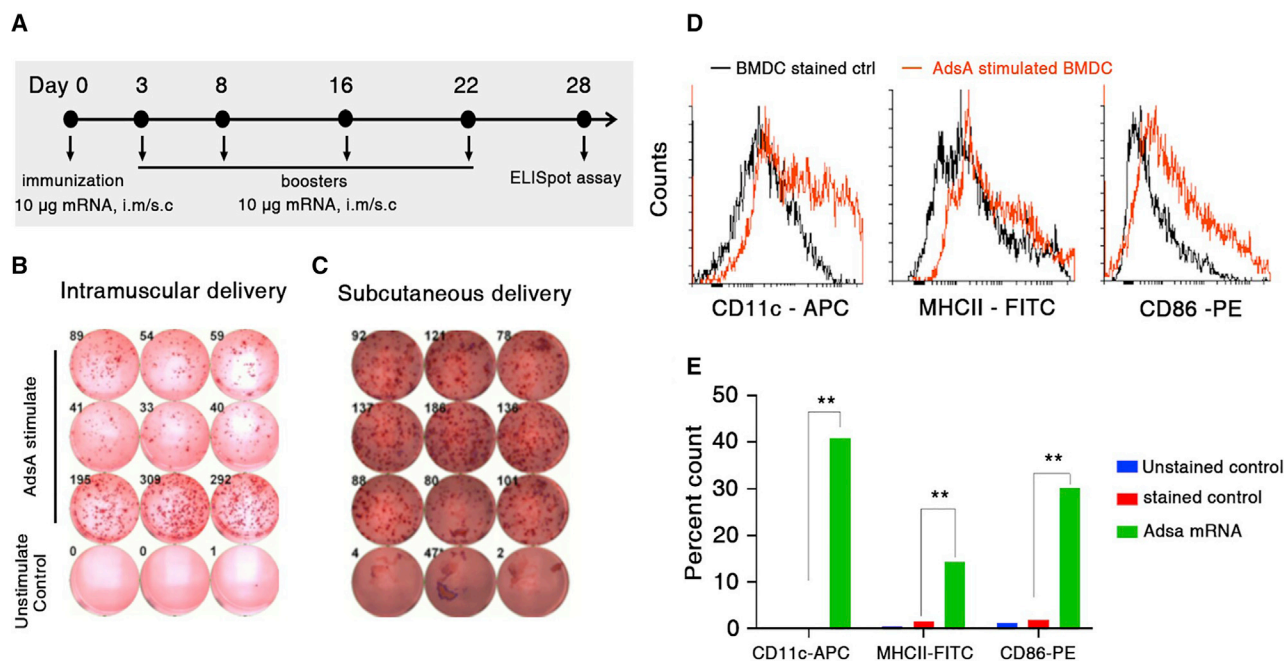 A
Day 0 3 8 16 22 28
immunization
10 µg mRNA, i.m/s.c
boosters
10 µg mRNA, i.m/s.c
ELISpot assay
B
Intramuscular delivery
AdsA stimulate
Unstimulate
Control
89 54 59
41 33 40
195 309 292
0 0 1
C
Subcutaneous delivery
92 121 78
137 186 136
88 80 101
4 47* 2
D
BMDC stained ctrl
AdsA stimulated BMDC
Counts
CD11c - APC
MHCII - FITC
CD86 -PE
E
Percent count
50
40
30
20
10
0
**
**
**
CD11c-APC
MHCII-FITC
CD86-PE
Unstained control
stained control
Adsa mRNA